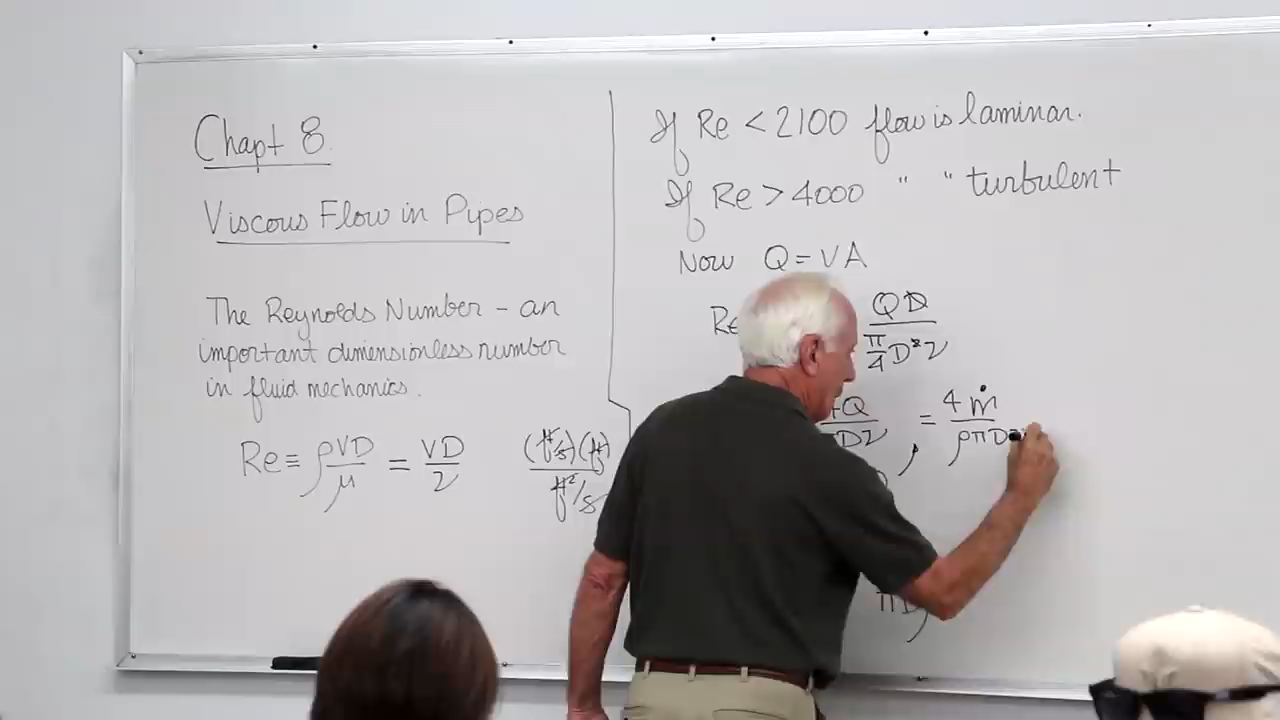 Chapt 8.
Viscous Flow in Pipes
The Reynolds Number - an
important dimensionless number
in fluid mechanics.
Re ≡ ρVD/μ = VD/ν (ft/s)(ft)/ft²/s
If Re < 2100 flow is laminar.
If Re > 4000 " " turbulent
Now Q = VA
Re QD/(π/4 D²ν)
4Q/πDν = 4ṁ/ρπDν
πDμ